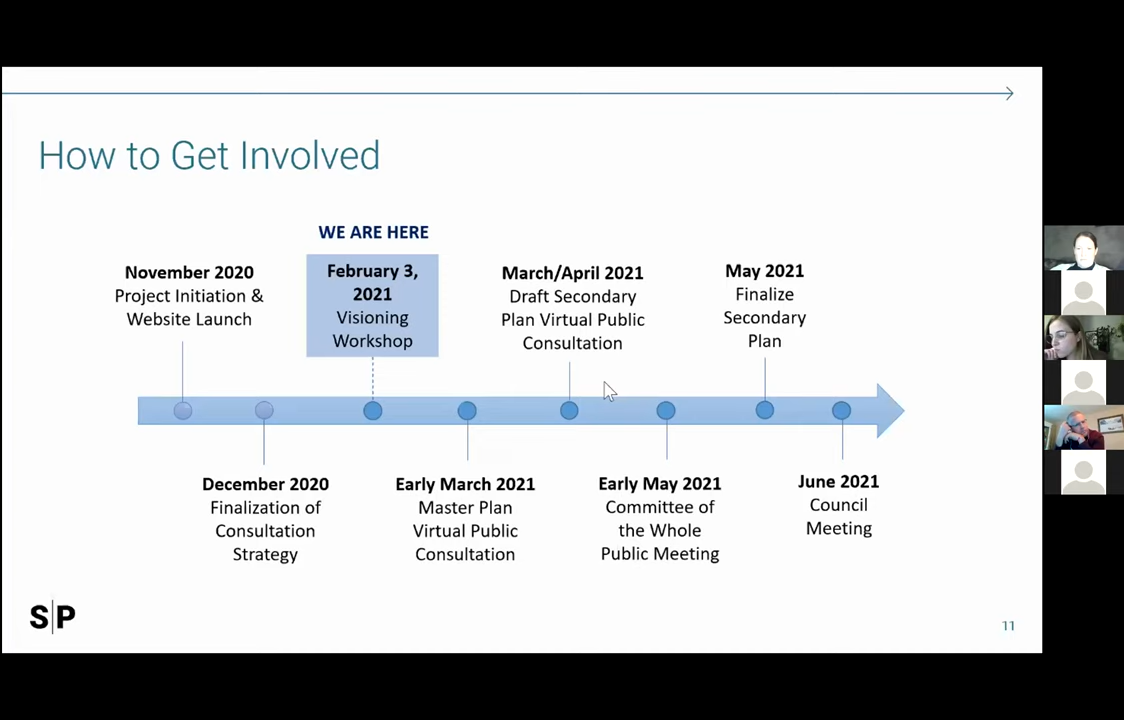 How to Get Involved
WE ARE HERE
November 2020
Project Initiation &
Website Launch
February 3,
2021
Visioning
Workshop
March/April 2021
Draft Secondary
Plan Virtual Public
Consultation
May 2021
Finalize
Secondary
Plan
December 2020
Finalization of
Consultation
Strategy
Early March 2021
Master Plan
Virtual Public
Consultation
Early May 2021
Committee of
the Whole
Public Meeting
June 2021
Council
Meeting
S|P
11